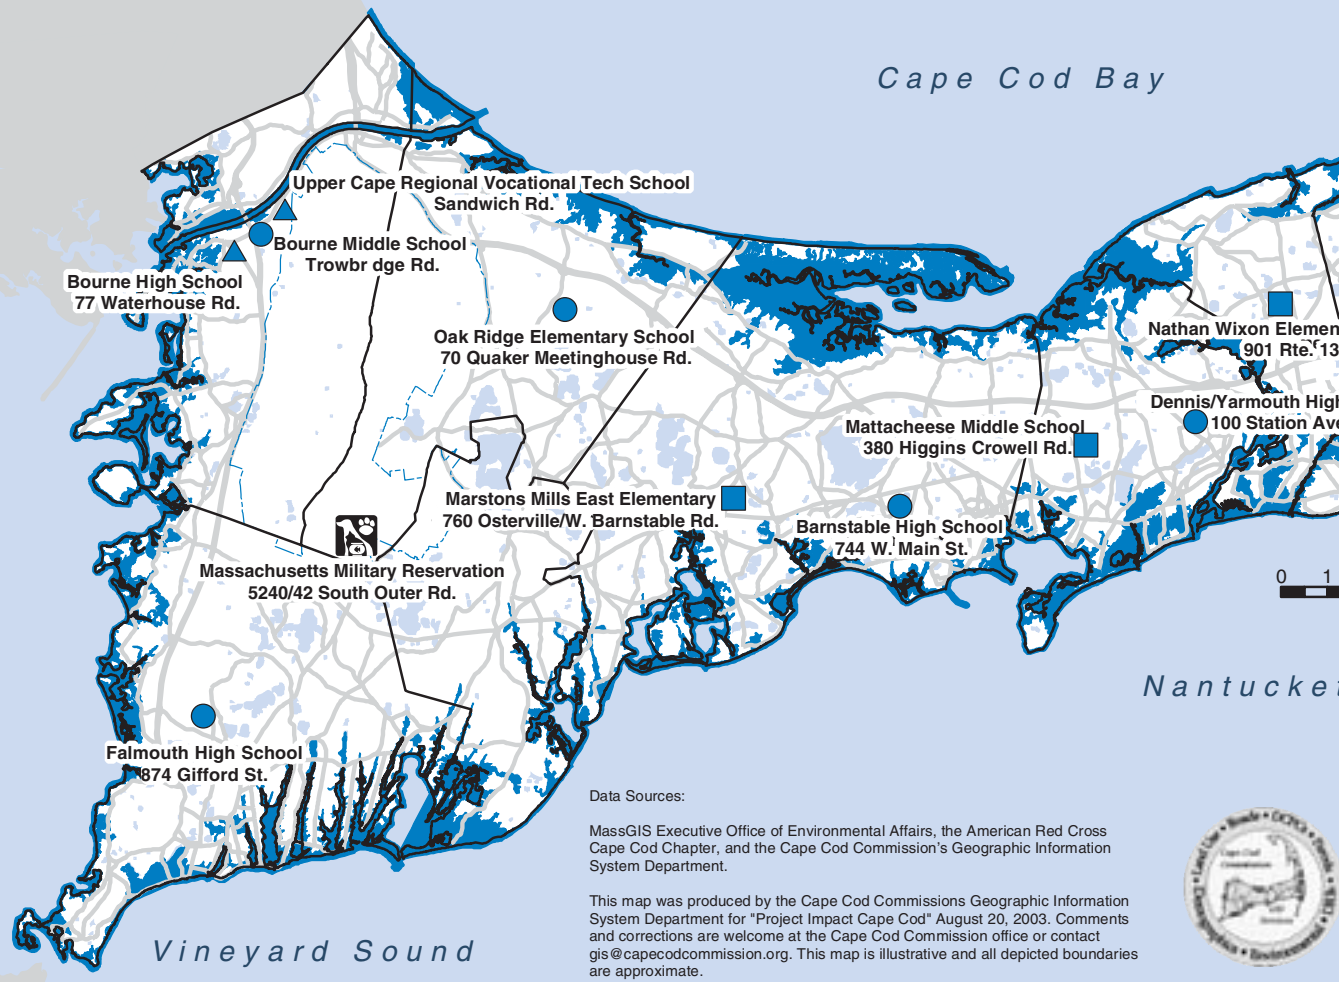 Cape Cod Bay
Upper Cape Regional Vocational Tech School
Sandwich Rd.
Bourne Middle School
Trowbr dge Rd.
Bourne High School
77 Waterhouse Rd.
Oak Ridge Elementary School
70 Quaker Meetinghouse Rd.
Nathan Wixon Elemen
901 Rte. 13
Dennis/Yarmouth High
100 Station Ave
Mattacheese Middle School
380 Higgins Crowell Rd.
Marstons Mills East Elementary
760 Osterville/W. Barnstable Rd.
Barnstable High School
744 W. Main St.
Massachusetts Military Reservation
5240/42 South Outer Rd.
0 1
Nantucket
Falmouth High School
874 Gifford St.
Vineyard Sound
Data Sources:
MassGIS Executive Office of Environmental Affairs, the American Red Cross
Cape Cod Chapter, and the Cape Cod Commission's Geographic Information
System Department.
This map was produced by the Cape Cod Commissions Geographic Information
System Department for "Project Impact Cape Cod" August 20, 2003. Comments
and corrections are welcome at the Cape Cod Commission office or contact
gis@capecodcommission.org. This map is illustrative and all depicted boundaries
are approximate.
Cape Cod
Commission